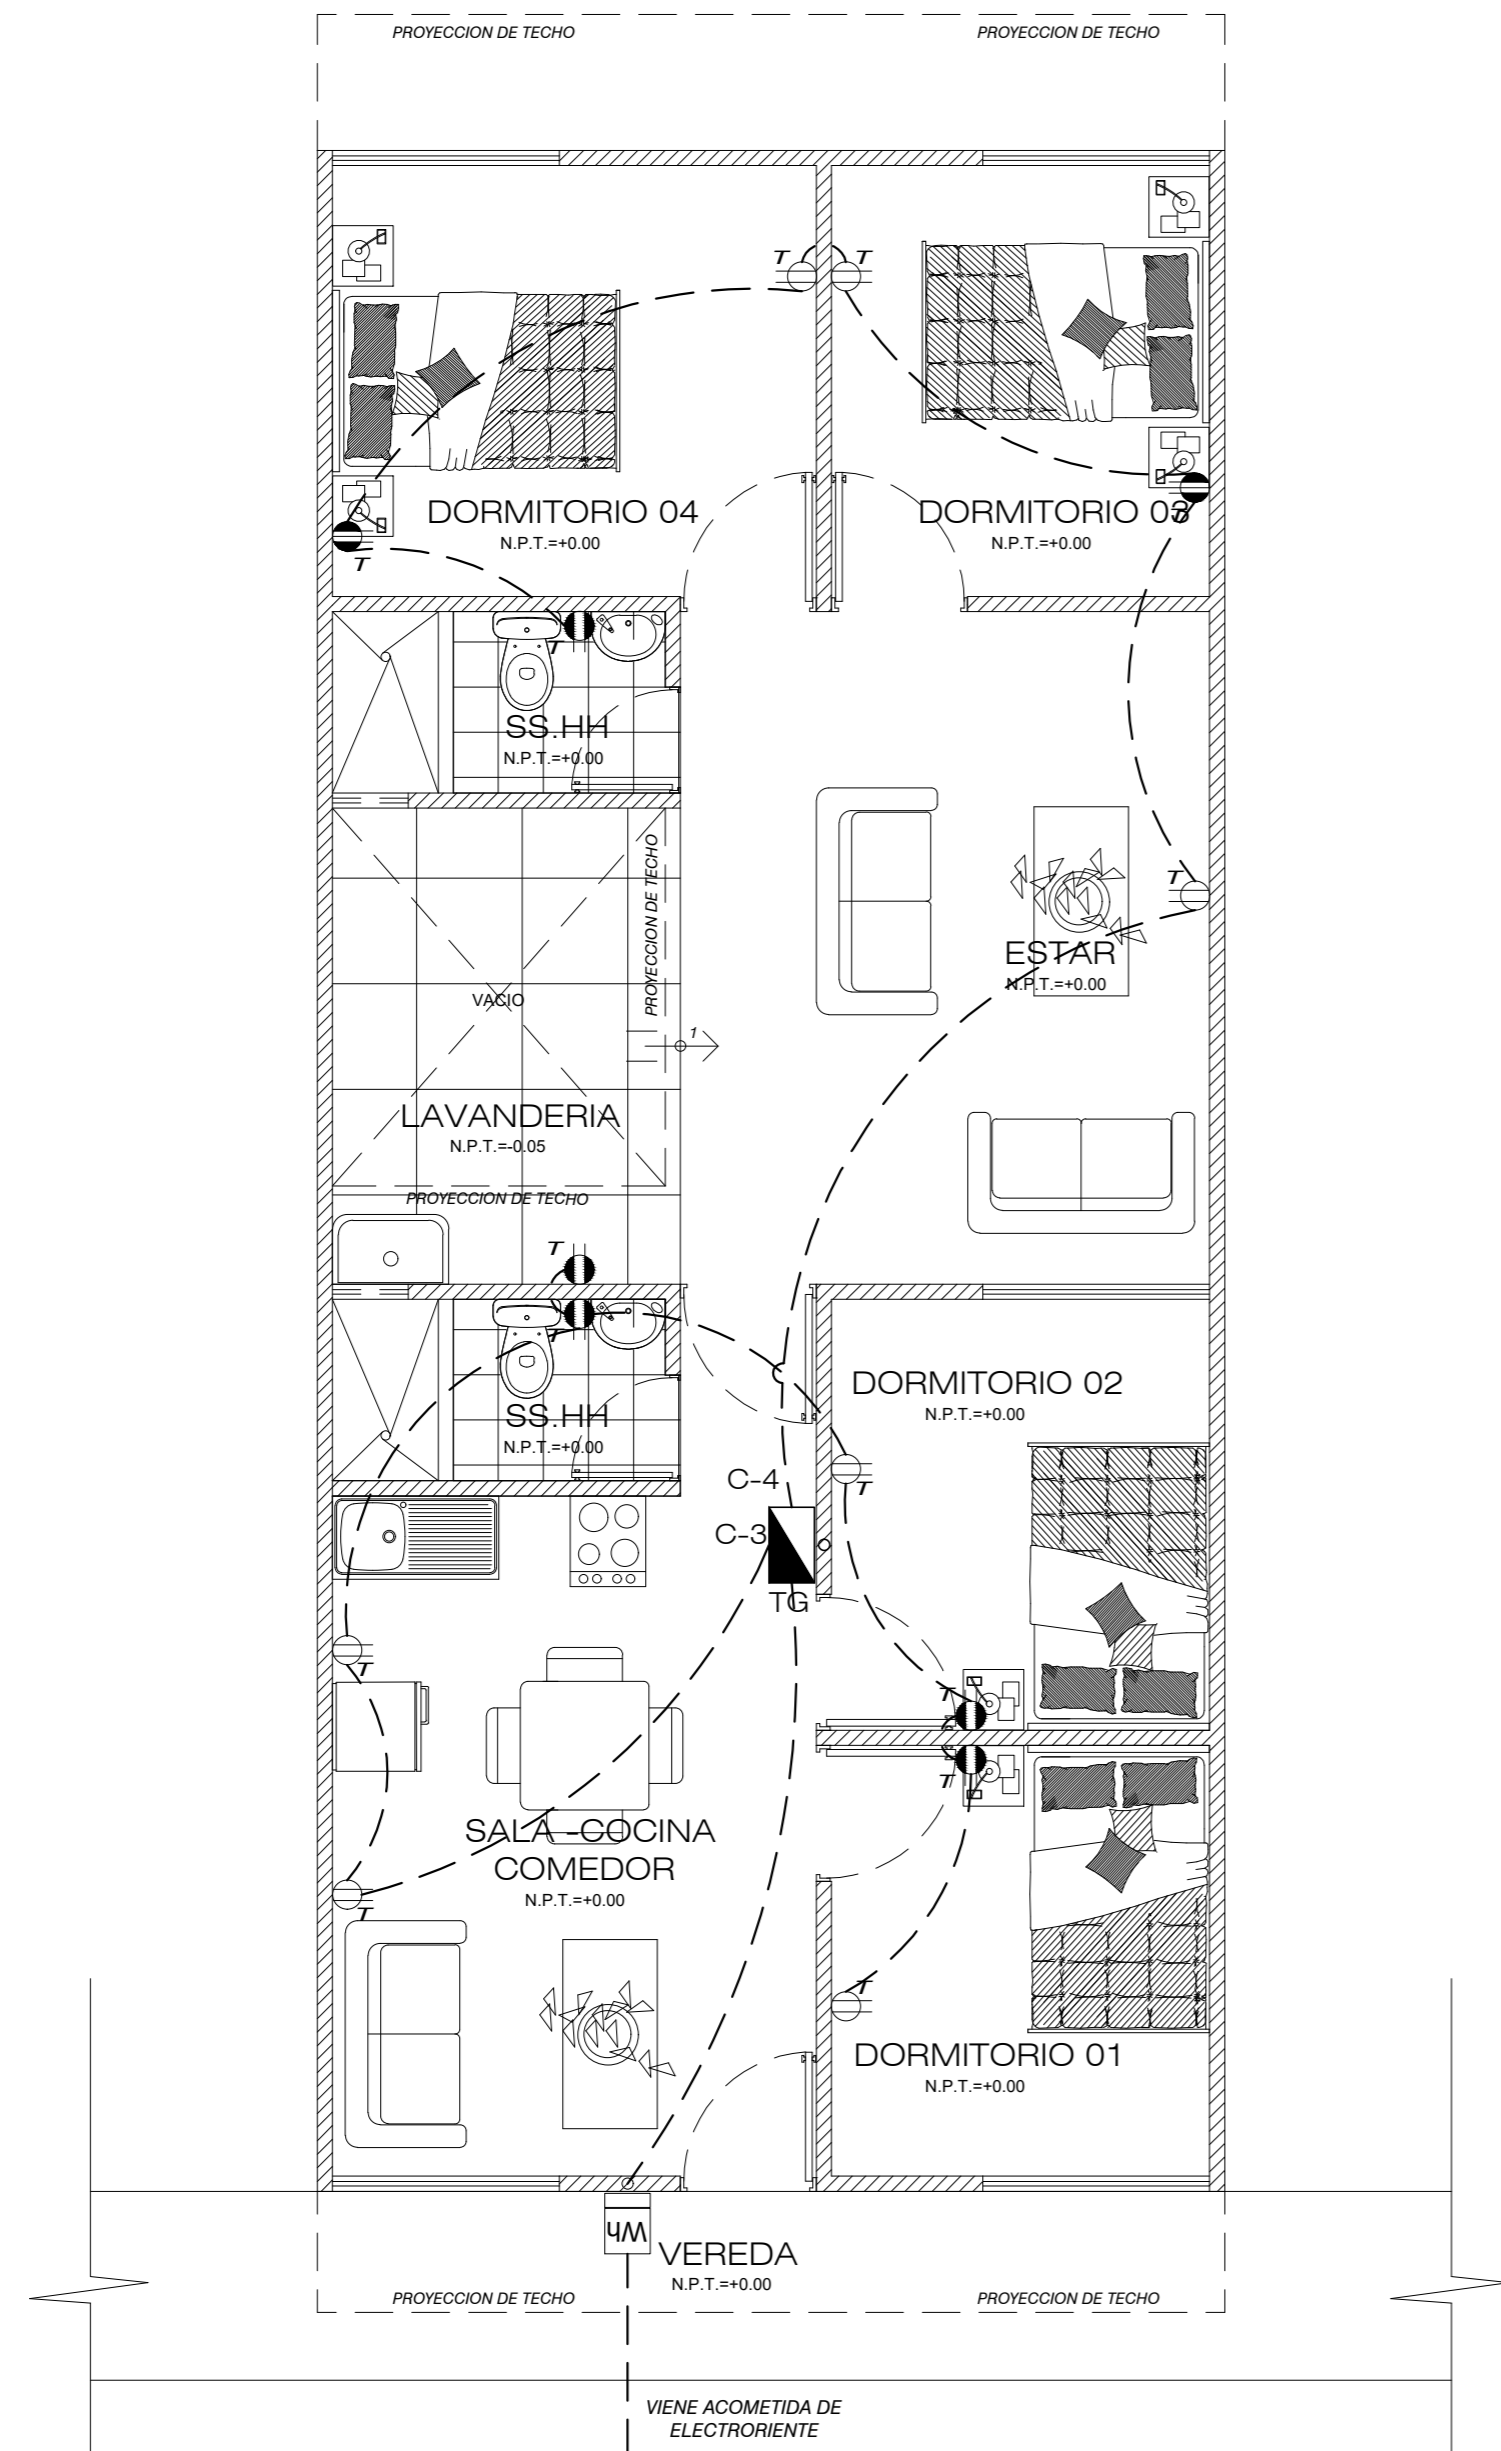 PROYECCION DE TECHO
PROYECCION DE TECHO
T
T
DORMITORIO 04
N.P.T.=+0.00
DORMITORIO 03
N.P.T.=+0.00
T
T
T
SS.HH
N.P.T.=+0.00
PROYECCION DE TECHO
T
ESTAR
N.P.T.=+0.00
VACIO
1
LAVANDERIA
N.P.T.=-0.05
PROYECCION DE TECHO
T
T
DORMITORIO 02
N.P.T.=+0.00
SS.HH
N.P.T.=+0.00
C-4
T
C-3
TG
T
T
T
SALA -COCINA
COMEDOR
N.P.T.=+0.00
T
T
DORMITORIO 01
N.P.T.=+0.00
Wh
VEREDA
N.P.T.=+0.00
PROYECCION DE TECHO
PROYECCION DE TECHO
VIENE ACOMETIDA DE
ELECTRORIENTE